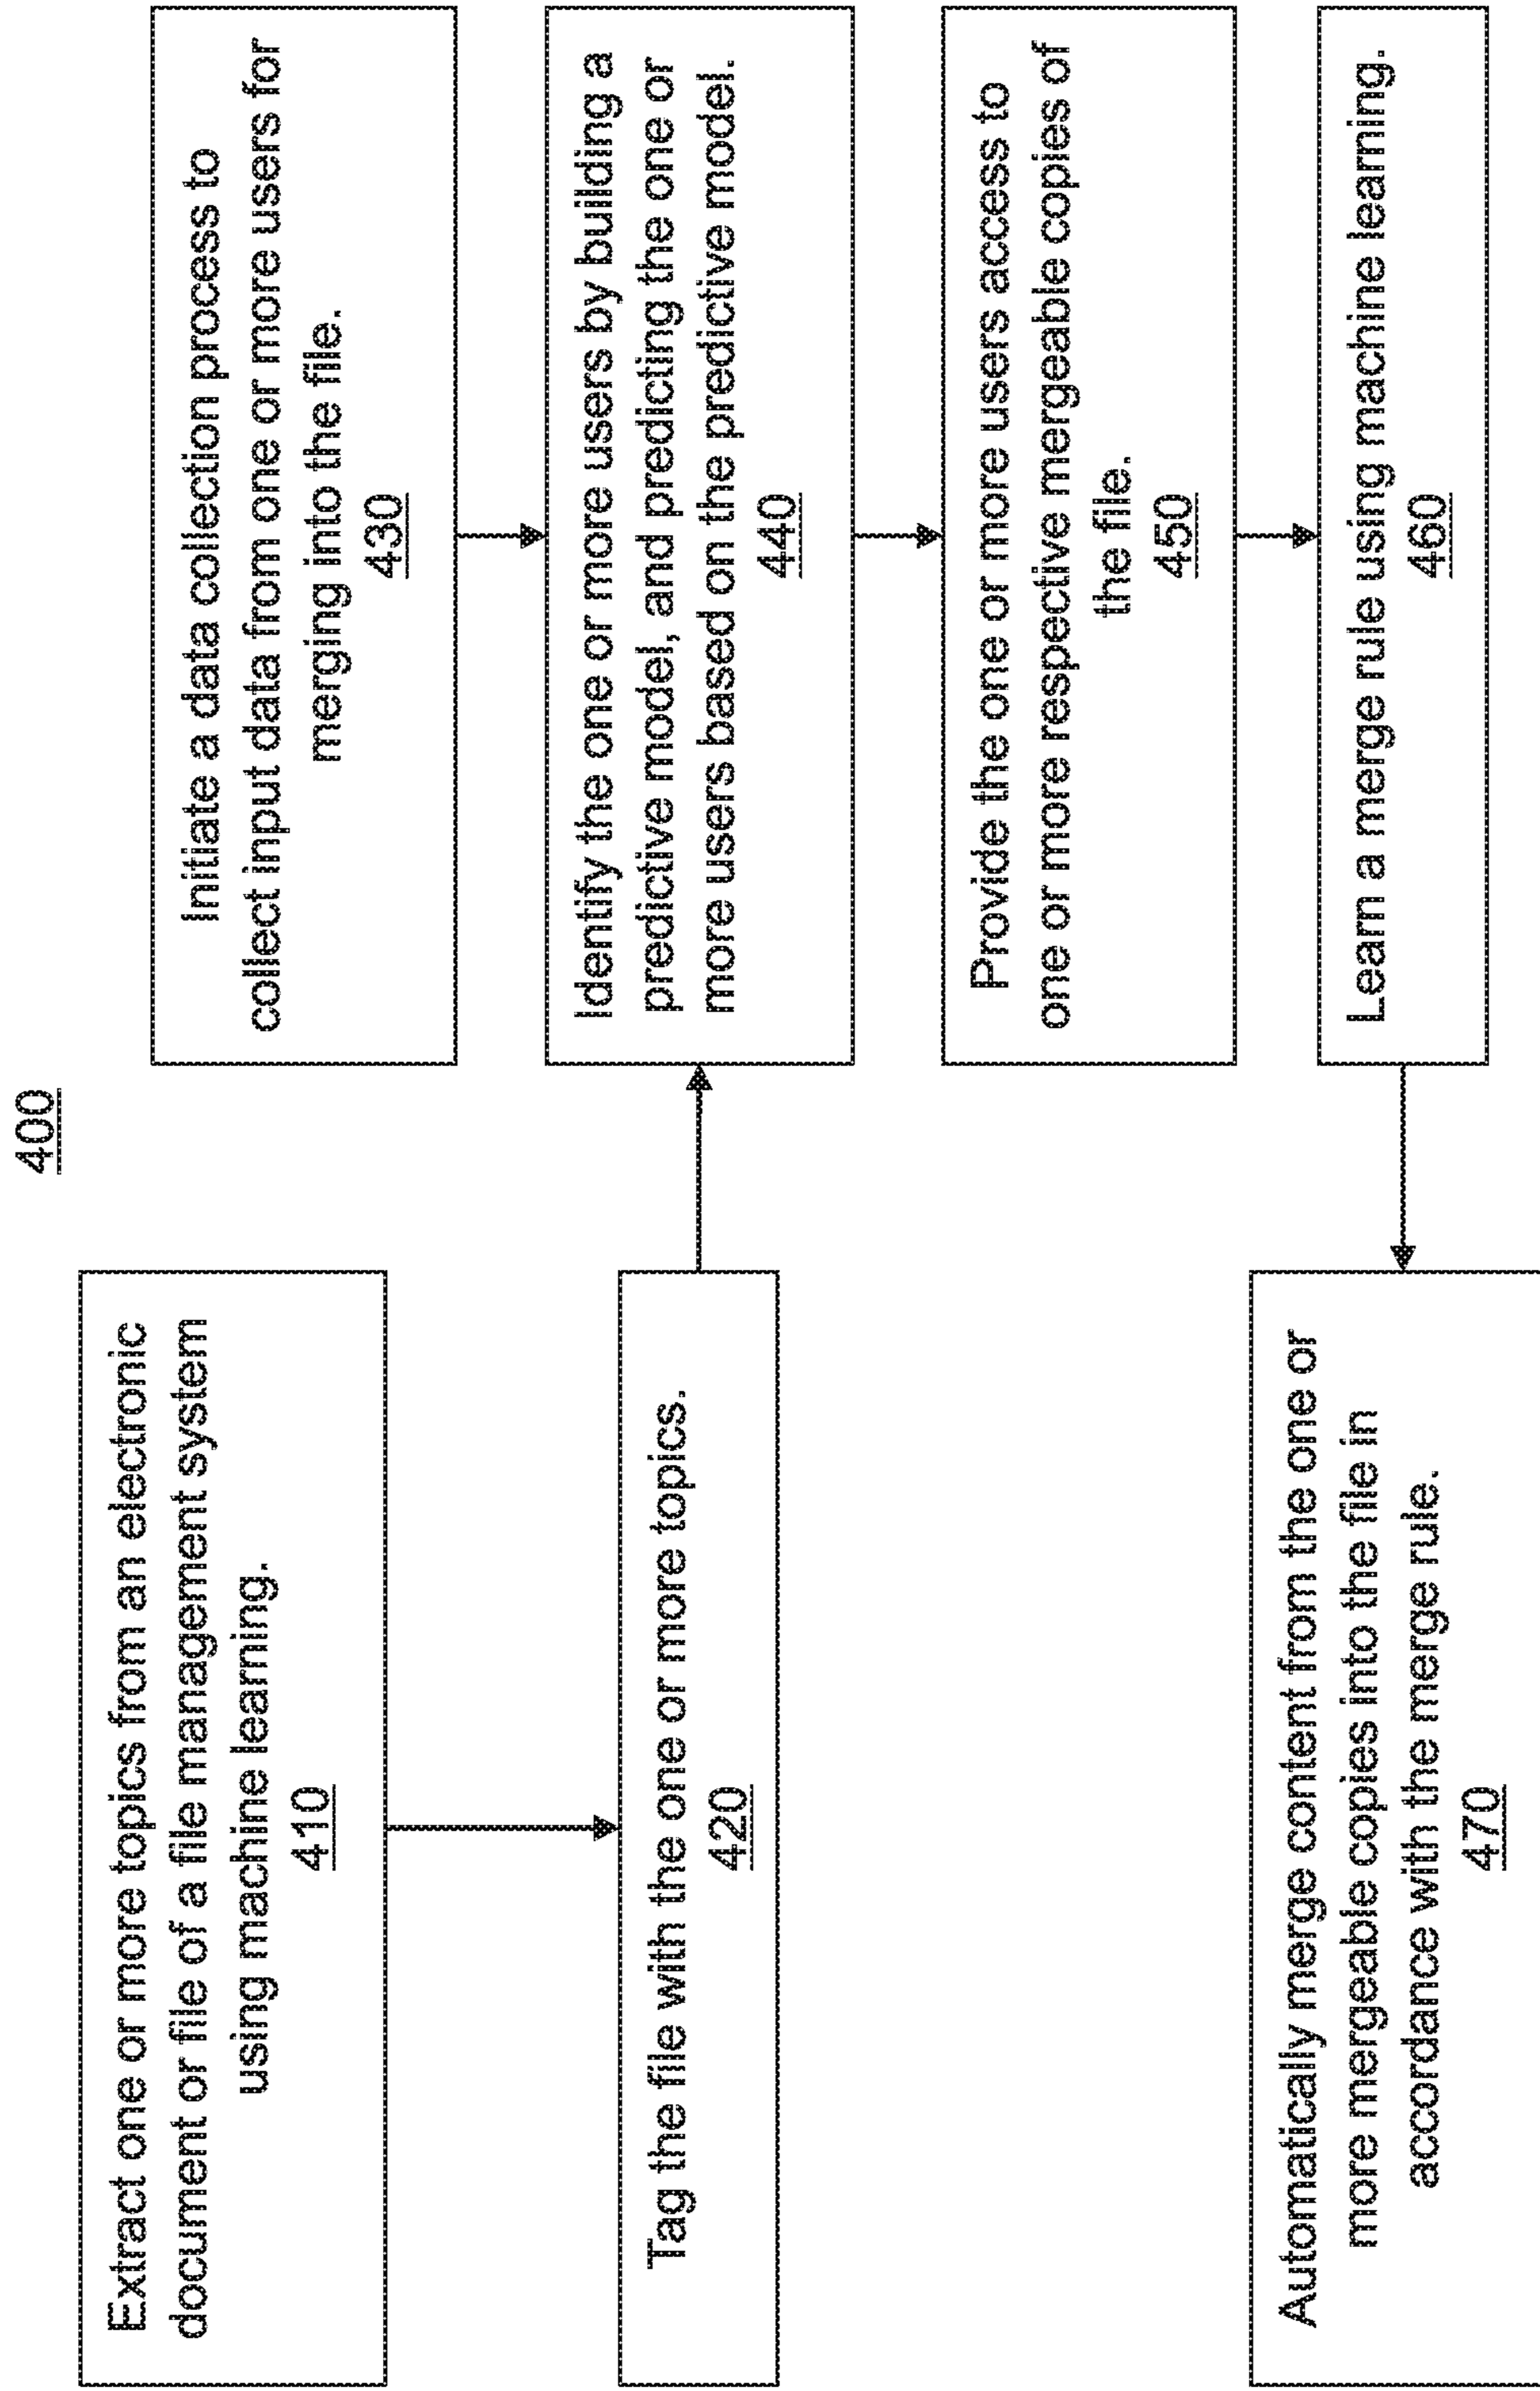 400
Extract one or more topics from an electronic
document or file of a file management system
using machine learning.
410
Tag the file with the one or more topics.
420
Initiate a data collection process to
collect input data from one or more users for
merging into the file.
430
Identify the one or more users by building a
predictive model, and predicting the one or
more users based on the predictive model.
440
Provide the one or more users access to
one or more respective mergeable copies of
the file.
450
Learn a merge rule using machine learning.
460
Automatically merge content from the one or
more mergeable copies into the file in
accordance with the merge rule.
470